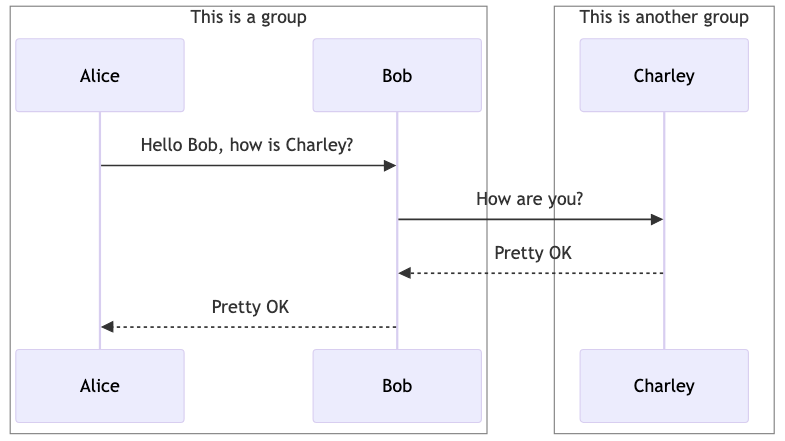 This is a group
This is another group
Alice
Bob
Charley
Hello Bob, how is Charley?
How are you?
Pretty OK
Pretty OK
Alice
Bob
Charley